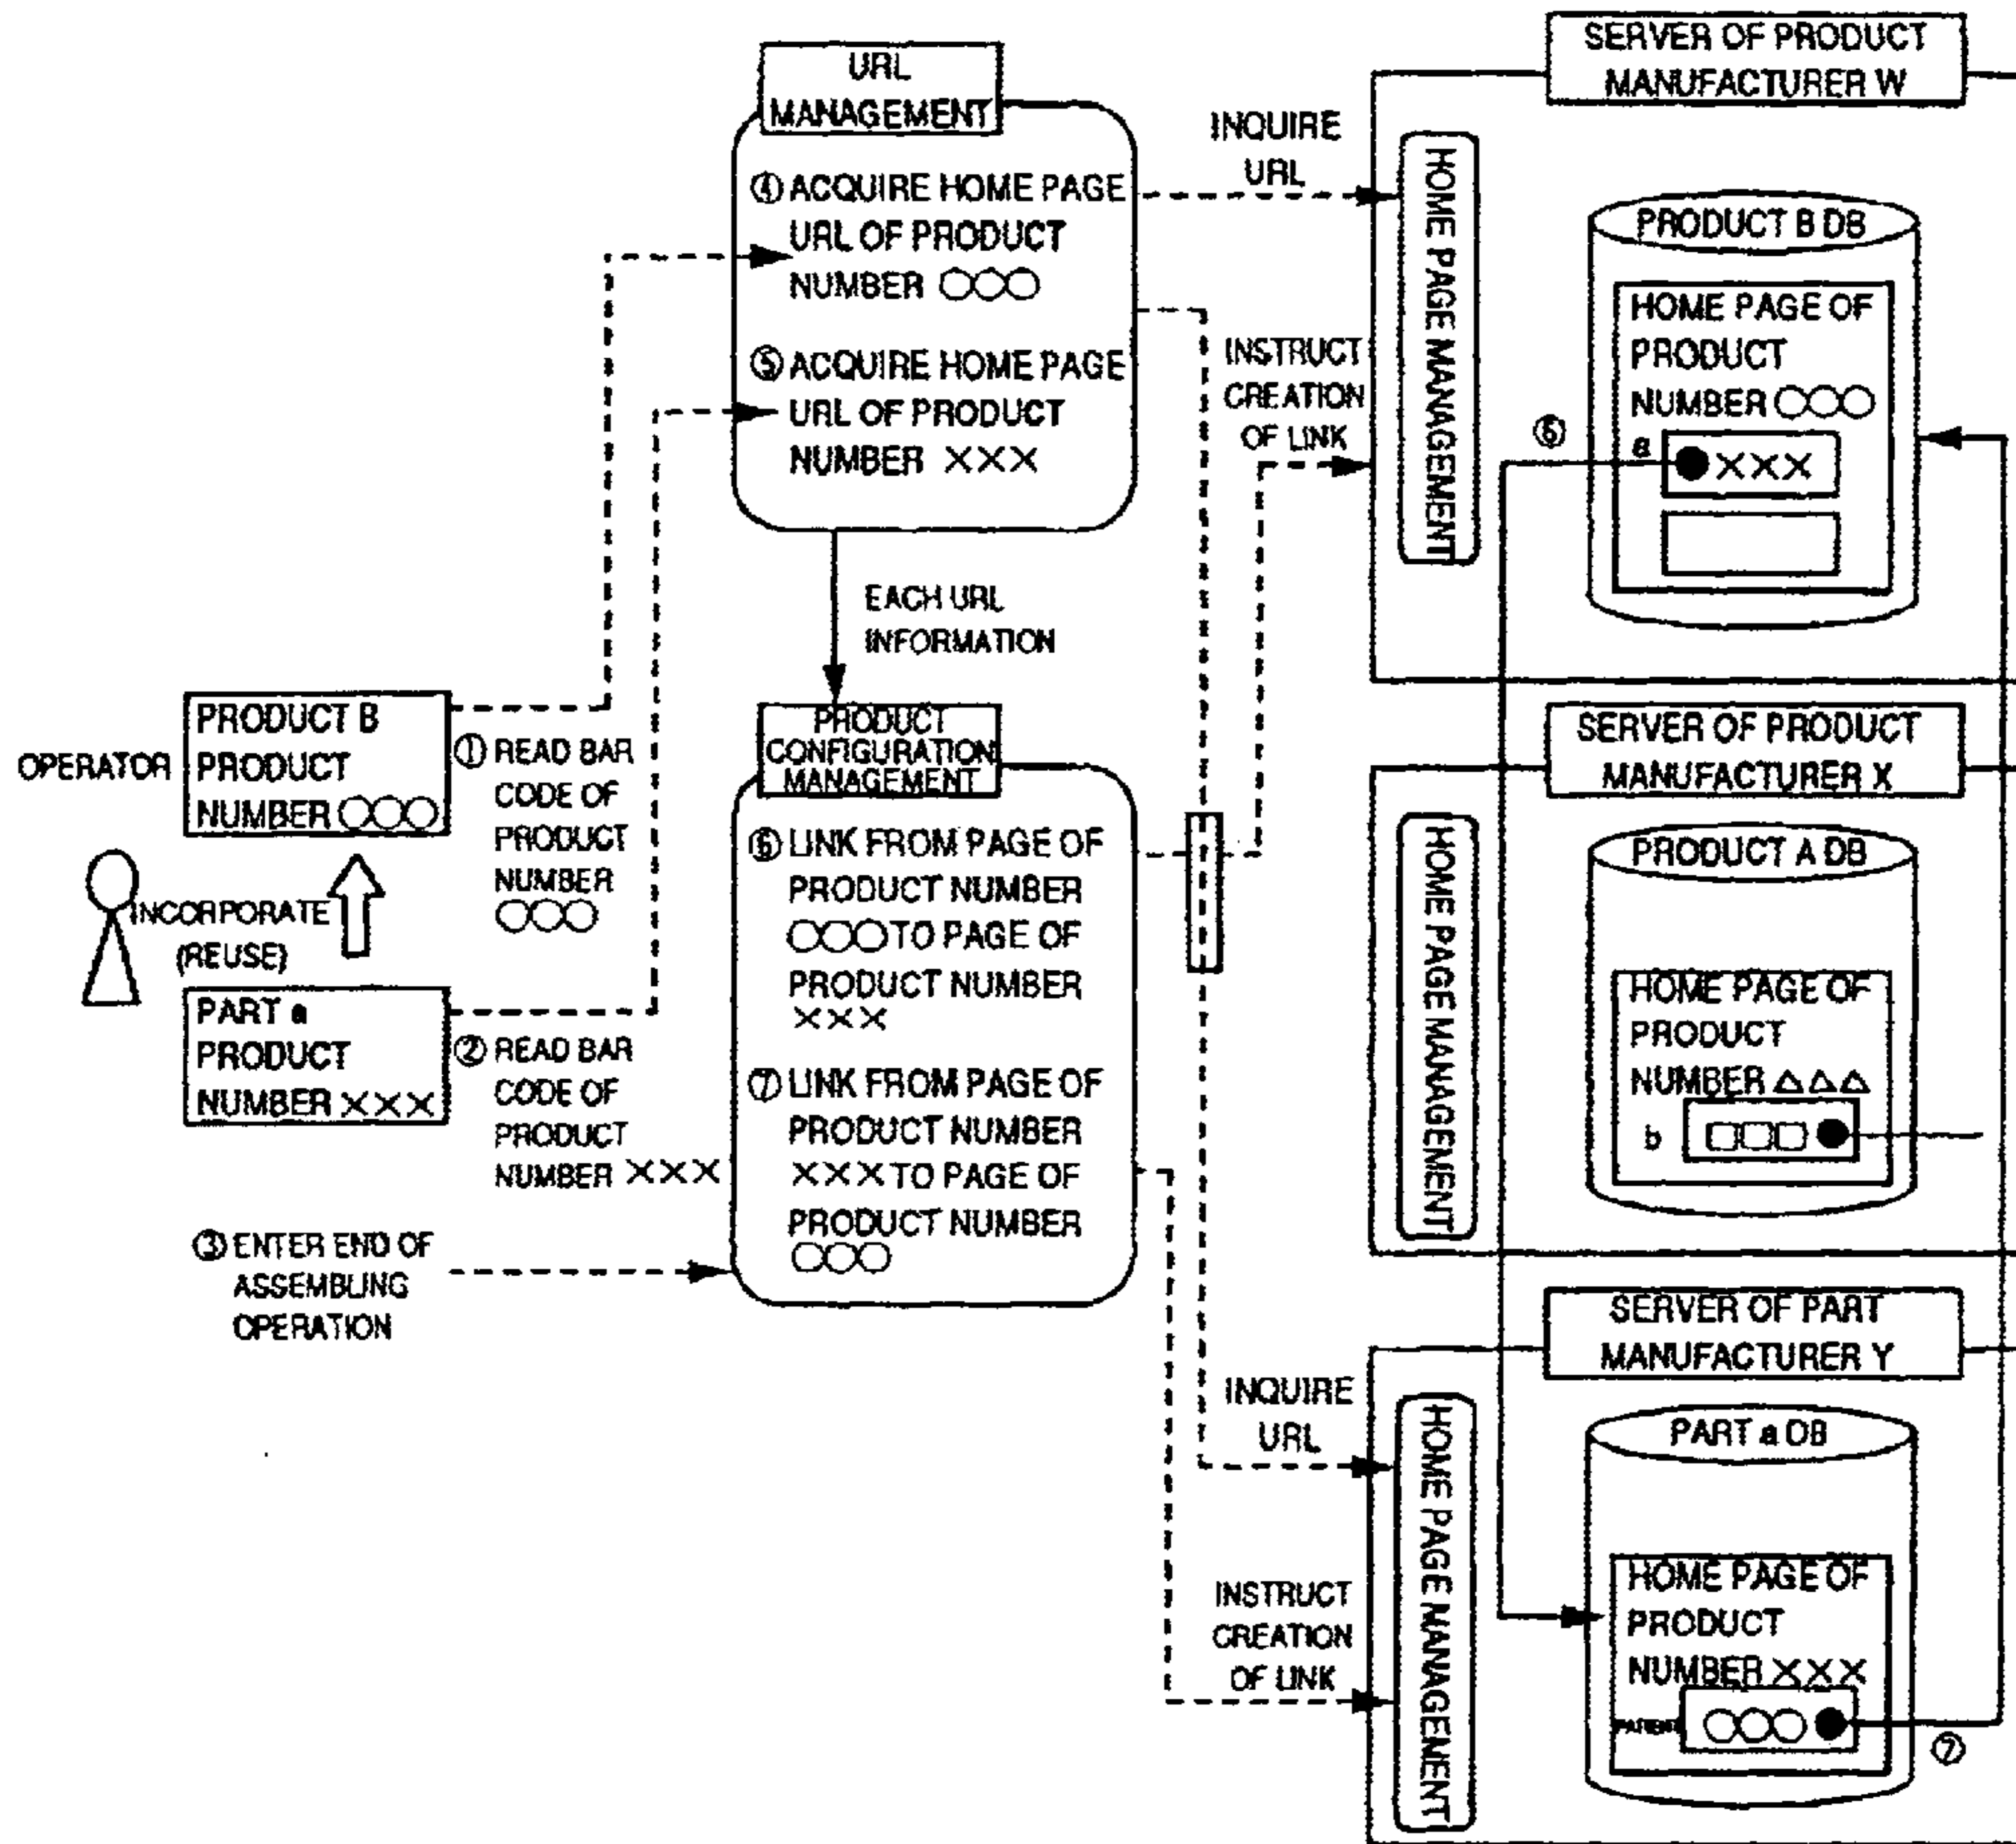 URL
MANAGEMENT
④ ACQUIRE HOME PAGE
URL OF PRODUCT
NUMBER ○○○
⑤ ACQUIRE HOME PAGE
URL OF PRODUCT
NUMBER ×××
EACH URL
INFORMATION
OPERATOR
PRODUCT B
PRODUCT
NUMBER ○○○
① READ BAR
CODE OF
PRODUCT
NUMBER
○○○
INCORPORATE
(REUSE)
PART a
PRODUCT
NUMBER ×××
② READ BAR
CODE OF
PRODUCT
NUMBER ×××
③ ENTER END OF
ASSEMBLING
OPERATION
PRODUCT
CONFIGURATION
MANAGEMENT
⑥ LINK FROM PAGE OF
PRODUCT NUMBER
○○○ TO PAGE OF
PRODUCT NUMBER
×××
⑦ LINK FROM PAGE OF
PRODUCT NUMBER
××× TO PAGE OF
PRODUCT NUMBER
○○○
INQUIRE
URL
INSTRUCT
CREATION
OF LINK
INQUIRE
URL
INSTRUCT
CREATION
OF LINK
SERVER OF PRODUCT
MANUFACTURER W
HOME PAGE MANAGEMENT
PRODUCT B DB
HOME PAGE OF
PRODUCT
NUMBER ○○○
⑥
a
●×××
SERVER OF PRODUCT
MANUFACTURER X
HOME PAGE MANAGEMENT
PRODUCT A DB
HOME PAGE OF
PRODUCT
NUMBER △△△
b □□□ ●
SERVER OF PART
MANUFACTURER Y
HOME PAGE MANAGEMENT
PART a DB
HOME PAGE OF
PRODUCT
NUMBER ×××
○○○ ●
⑦